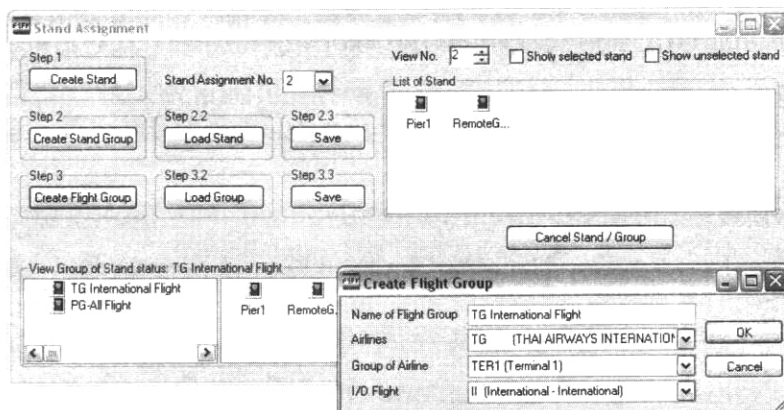 Stand Assignment
Step 1
Create Stand
Stand Assignment No. 2
View No. 2
Show selected stand
Show unselected stand
List of Stand
Pier1
RemoteG...
Step 2
Create Stand Group
Step 2.2
Load Stand
Step 2.3
Save
Step 3
Create Flight Group
Step 3.2
Load Group
Step 3.3
Save
Cancel Stand / Group
View Group of Stand status: TG International Flight
TG International Flight
PG-All Flight
Pier1
RemoteG.
Create Flight Group
Name of Flight Group TG International Flight
Airlines TG (THAI AIRWAYS INTERNATION
Group of Airline TER1 (Terminal 1)
I/D Flight II (International - International)
OK
Cancel